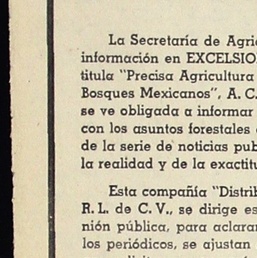 La Secretaría de Agri
información en EXCELSIO
titula "Precisa Agricultura
Bosques Mexicanos", A. C.
se ve obligada a informar
con los asuntos forestales
de la serie de noticias pub
la realidad y de la exactitu
Esta compañía "Distrib
R. L. de C. V., se dirige es
nión pública, para aclara
los periódicos, se ajustan